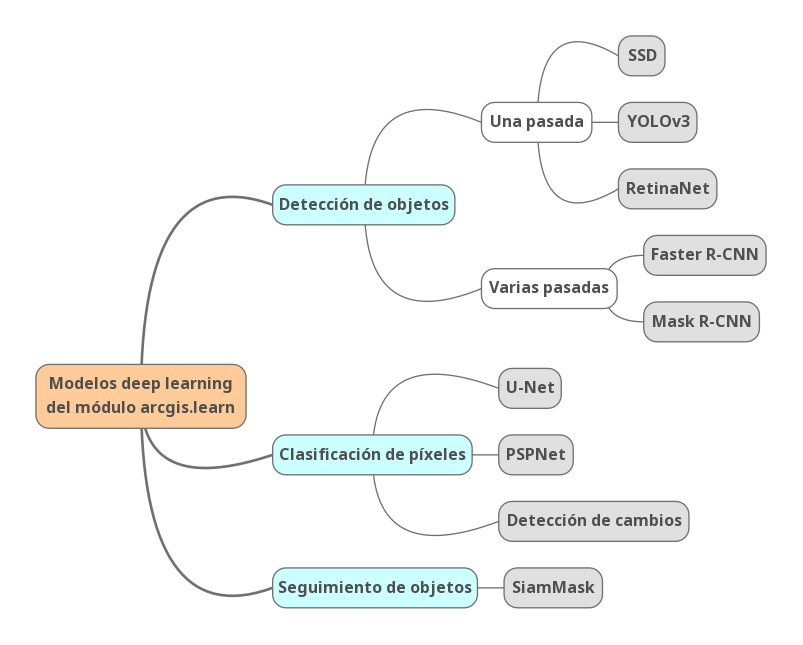 Modelos deep learning
del módulo arcgis.learn
Detección de objetos
Una pasada
SSD
YOLOv3
RetinaNet
Varias pasadas
Faster R-CNN
Mask R-CNN
Clasificación de píxeles
U-Net
PSPNet
Detección de cambios
Seguimiento de objetos
SiamMask